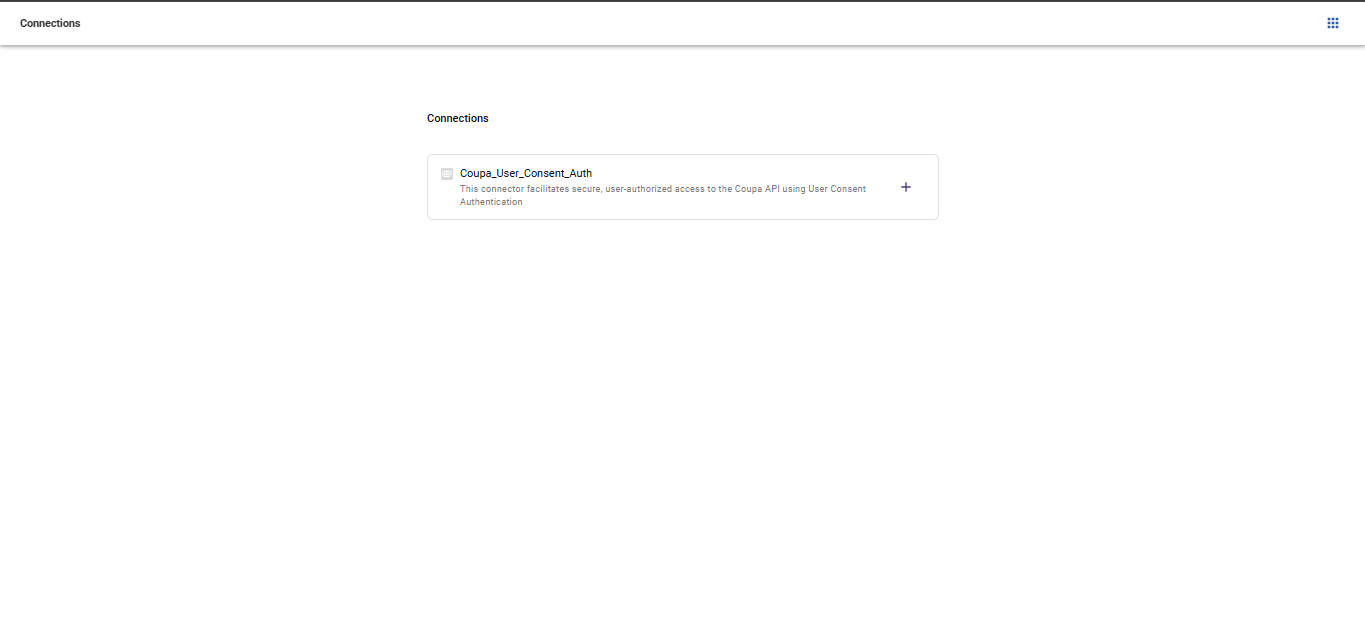 Connections
Connections
Coupa_User_Consent_Auth
This connector facilitates secure, user-authorized access to the Coupa API using User Consent
Authentication